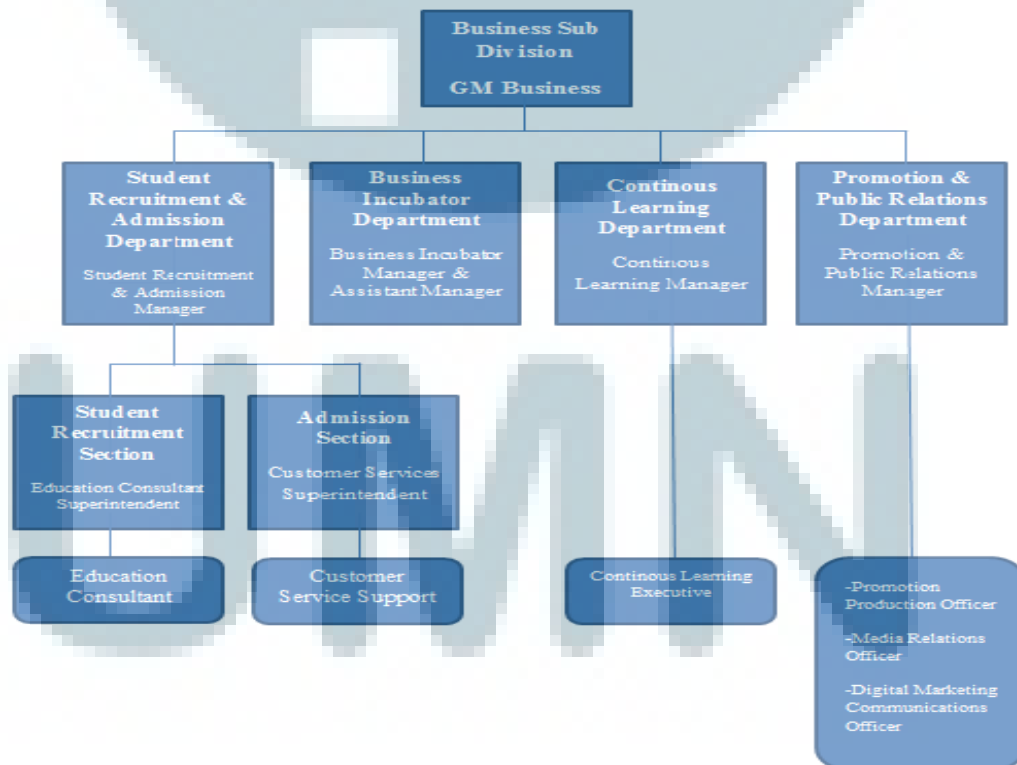 Business Sub
Division
GM Business
Student
Recruitment &
Admission
Department
Student Recruitment
& Admission
Manager
Business
Incubator
Department
Business Incubator
Manager &
Assistant Manager
Continous
Learning
Department
Continous
Learning Manager
Promotion &
Public Relations
Department
Promotion &
Public Relations
Manager
Student
Recruitment
Section
Education Consultant
Superintendent
Admission
Section
Customer Services
Superintendent
Education
Consultant
Customer
Service Support
Continous Learning
Executive
-Promotion
Production Officer
-Media Relations
Officer
-Digital Marketing
Communications
Officer
UMN